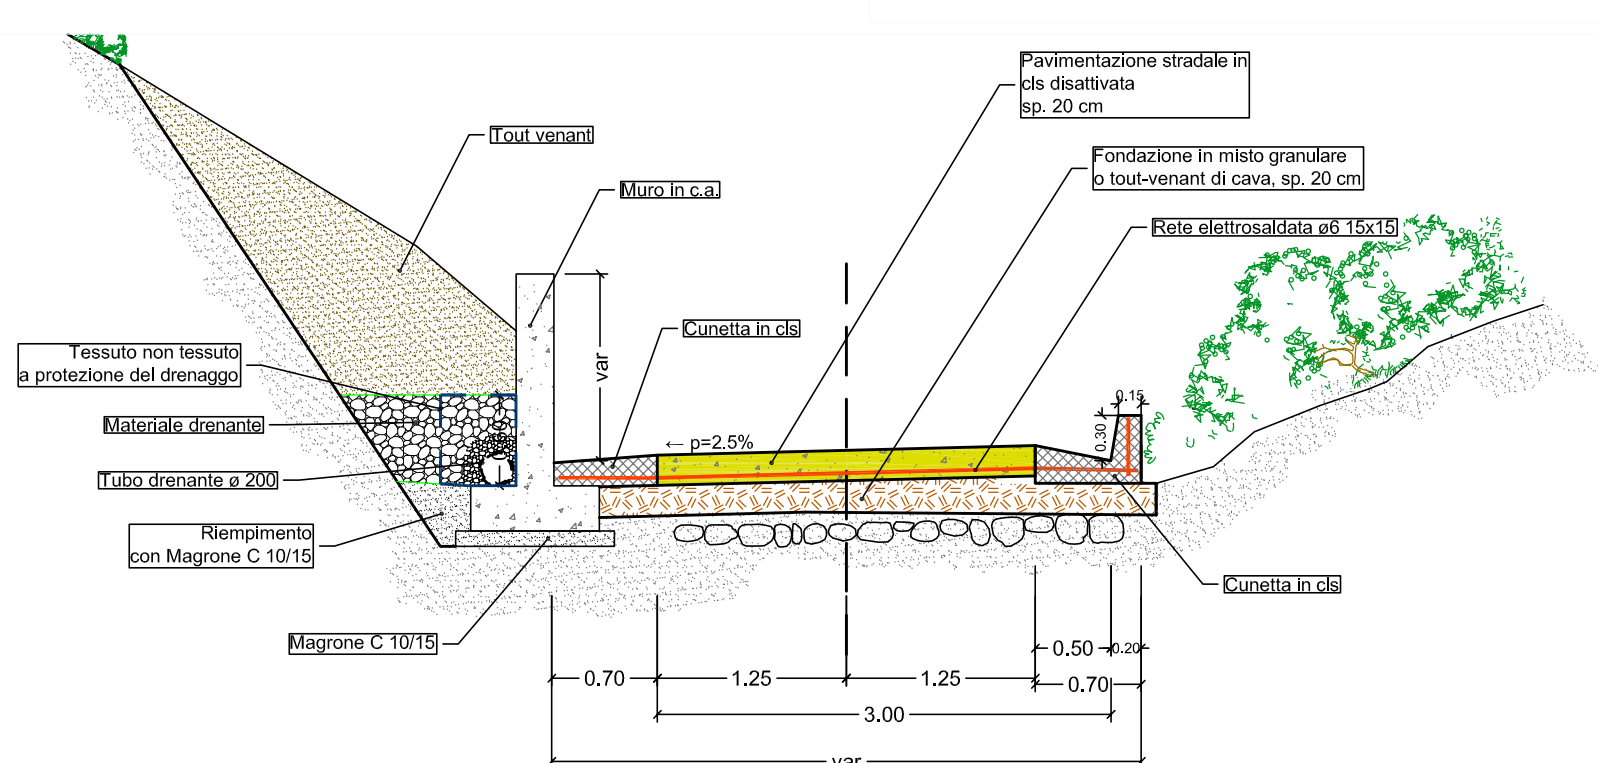 Pavimentazione stradale in
cls disattivata
sp. 20 cm
Tout venant
Fondazione in misto granulare
o tout-venant di cava, sp. 20 cm
Muro in c.a.
Rete elettrosaldata ø6 15x15
Cunetta in cls
Tessuto non tessuto
a protezione del drenaggo
var
0.15
Materiale drenante
0.30
← p=2.5%
Tubo drenante ø 200
Riempimento
con Magrone C 10/15
Cunetta in cls
Magrone C 10/15
0.50
0.20
0.70
1.25
1.25
0.70
3.00
var